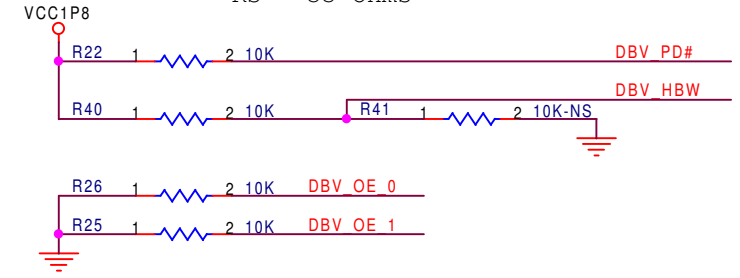 VCC1P8
R22 1 2 10K DBV_PD#
DBV_HBW
R40 1 2 10K R41 1 2 10K-NS
R26 1 2 10K DBV_OE_0
R25 1 2 10K DBV_OE_1